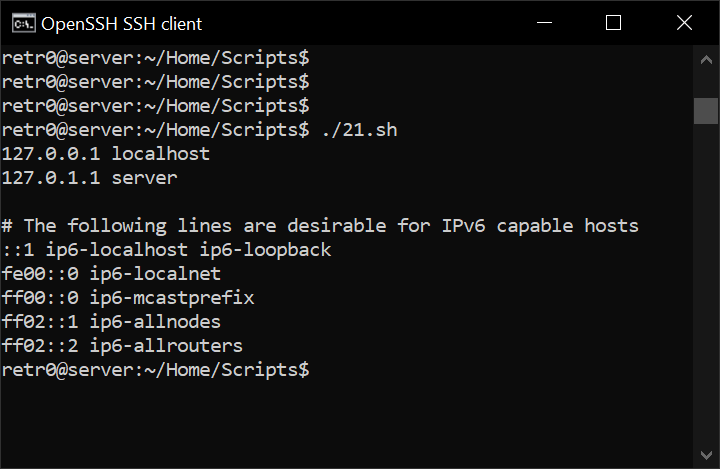 OpenSSH SSH client
retr0@server:~/Home/Scripts$
retr0@server:~/Home/Scripts$
retr0@server:~/Home/Scripts$
retr0@server:~/Home/Scripts$ ./21.sh
127.0.0.1 localhost
127.0.1.1 server

# The following lines are desirable for IPv6 capable hosts
::1 ip6-localhost ip6-loopback
fe00::0 ip6-localnet
ff00::0 ip6-mcastprefix
ff02::1 ip6-allnodes
ff02::2 ip6-allrouters
retr0@server:~/Home/Scripts$